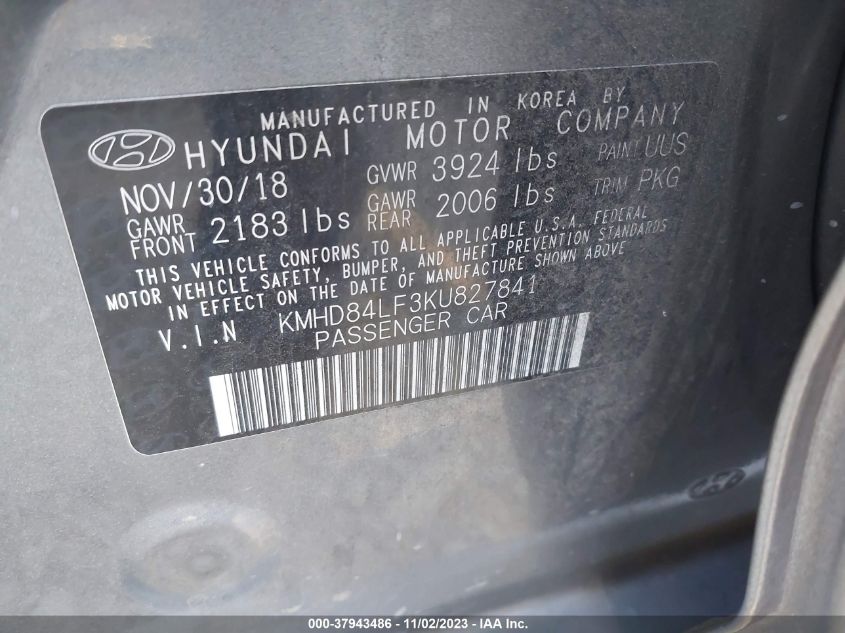 MANUFACTURED IN KOREA BY
HYUNDAI MOTOR COMPANY
NOV/30/18 GVWR 3924 lbs PAINT UUS
GAWR FRONT 2183 lbs GAWR REAR 2006 lbs TRIM PKG
THIS VEHICLE CONFORMS TO ALL APPLICABLE U.S.A. FEDERAL
MOTOR VEHICLE SAFETY, BUMPER, AND THEFT PREVENTION STANDARDS
IN EFFECT ON THE DATE OF MANUFACTURE SHOWN ABOVE
V.I.N KMHD84LF3KU827841
PASSENGER CAR
000-37943486 - 11/02/2023 - © IAA Inc.